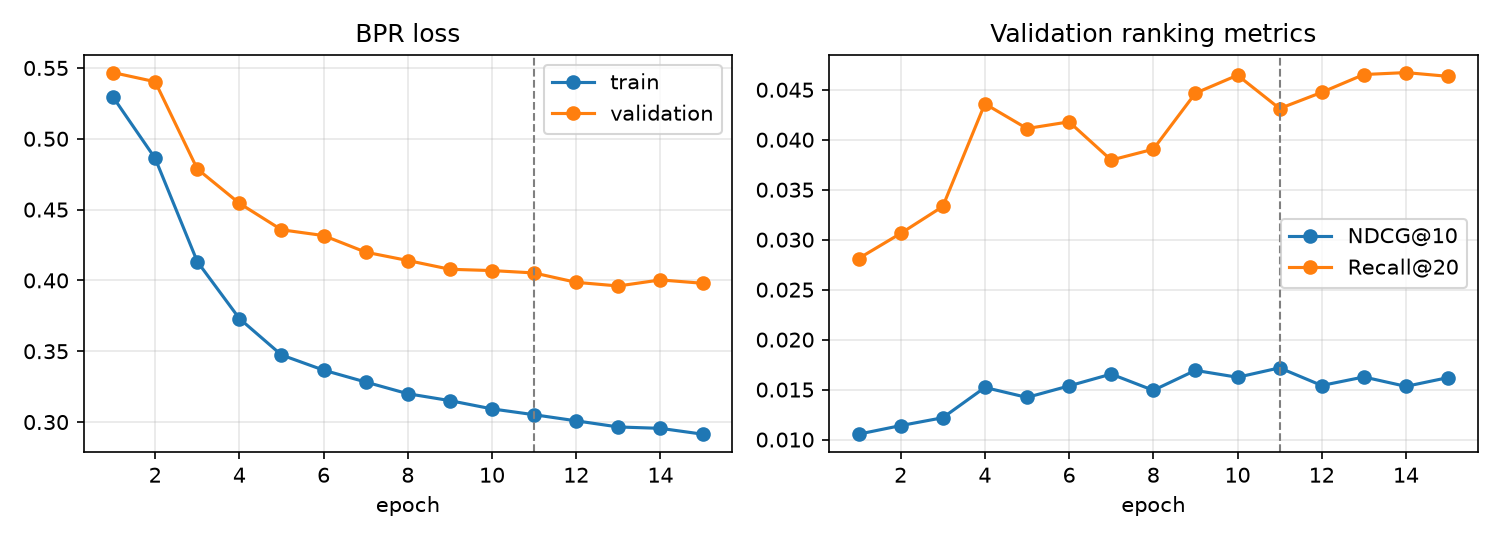 BPR loss
0.55
0.50
0.45
0.40
0.35
0.30
train
validation
2 4 6 8 10 12 14
epoch
Validation ranking metrics
0.045
0.040
0.035
0.030
0.025
0.020
0.015
0.010
NDCG@10
Recall@20
2 4 6 8 10 12 14
epoch